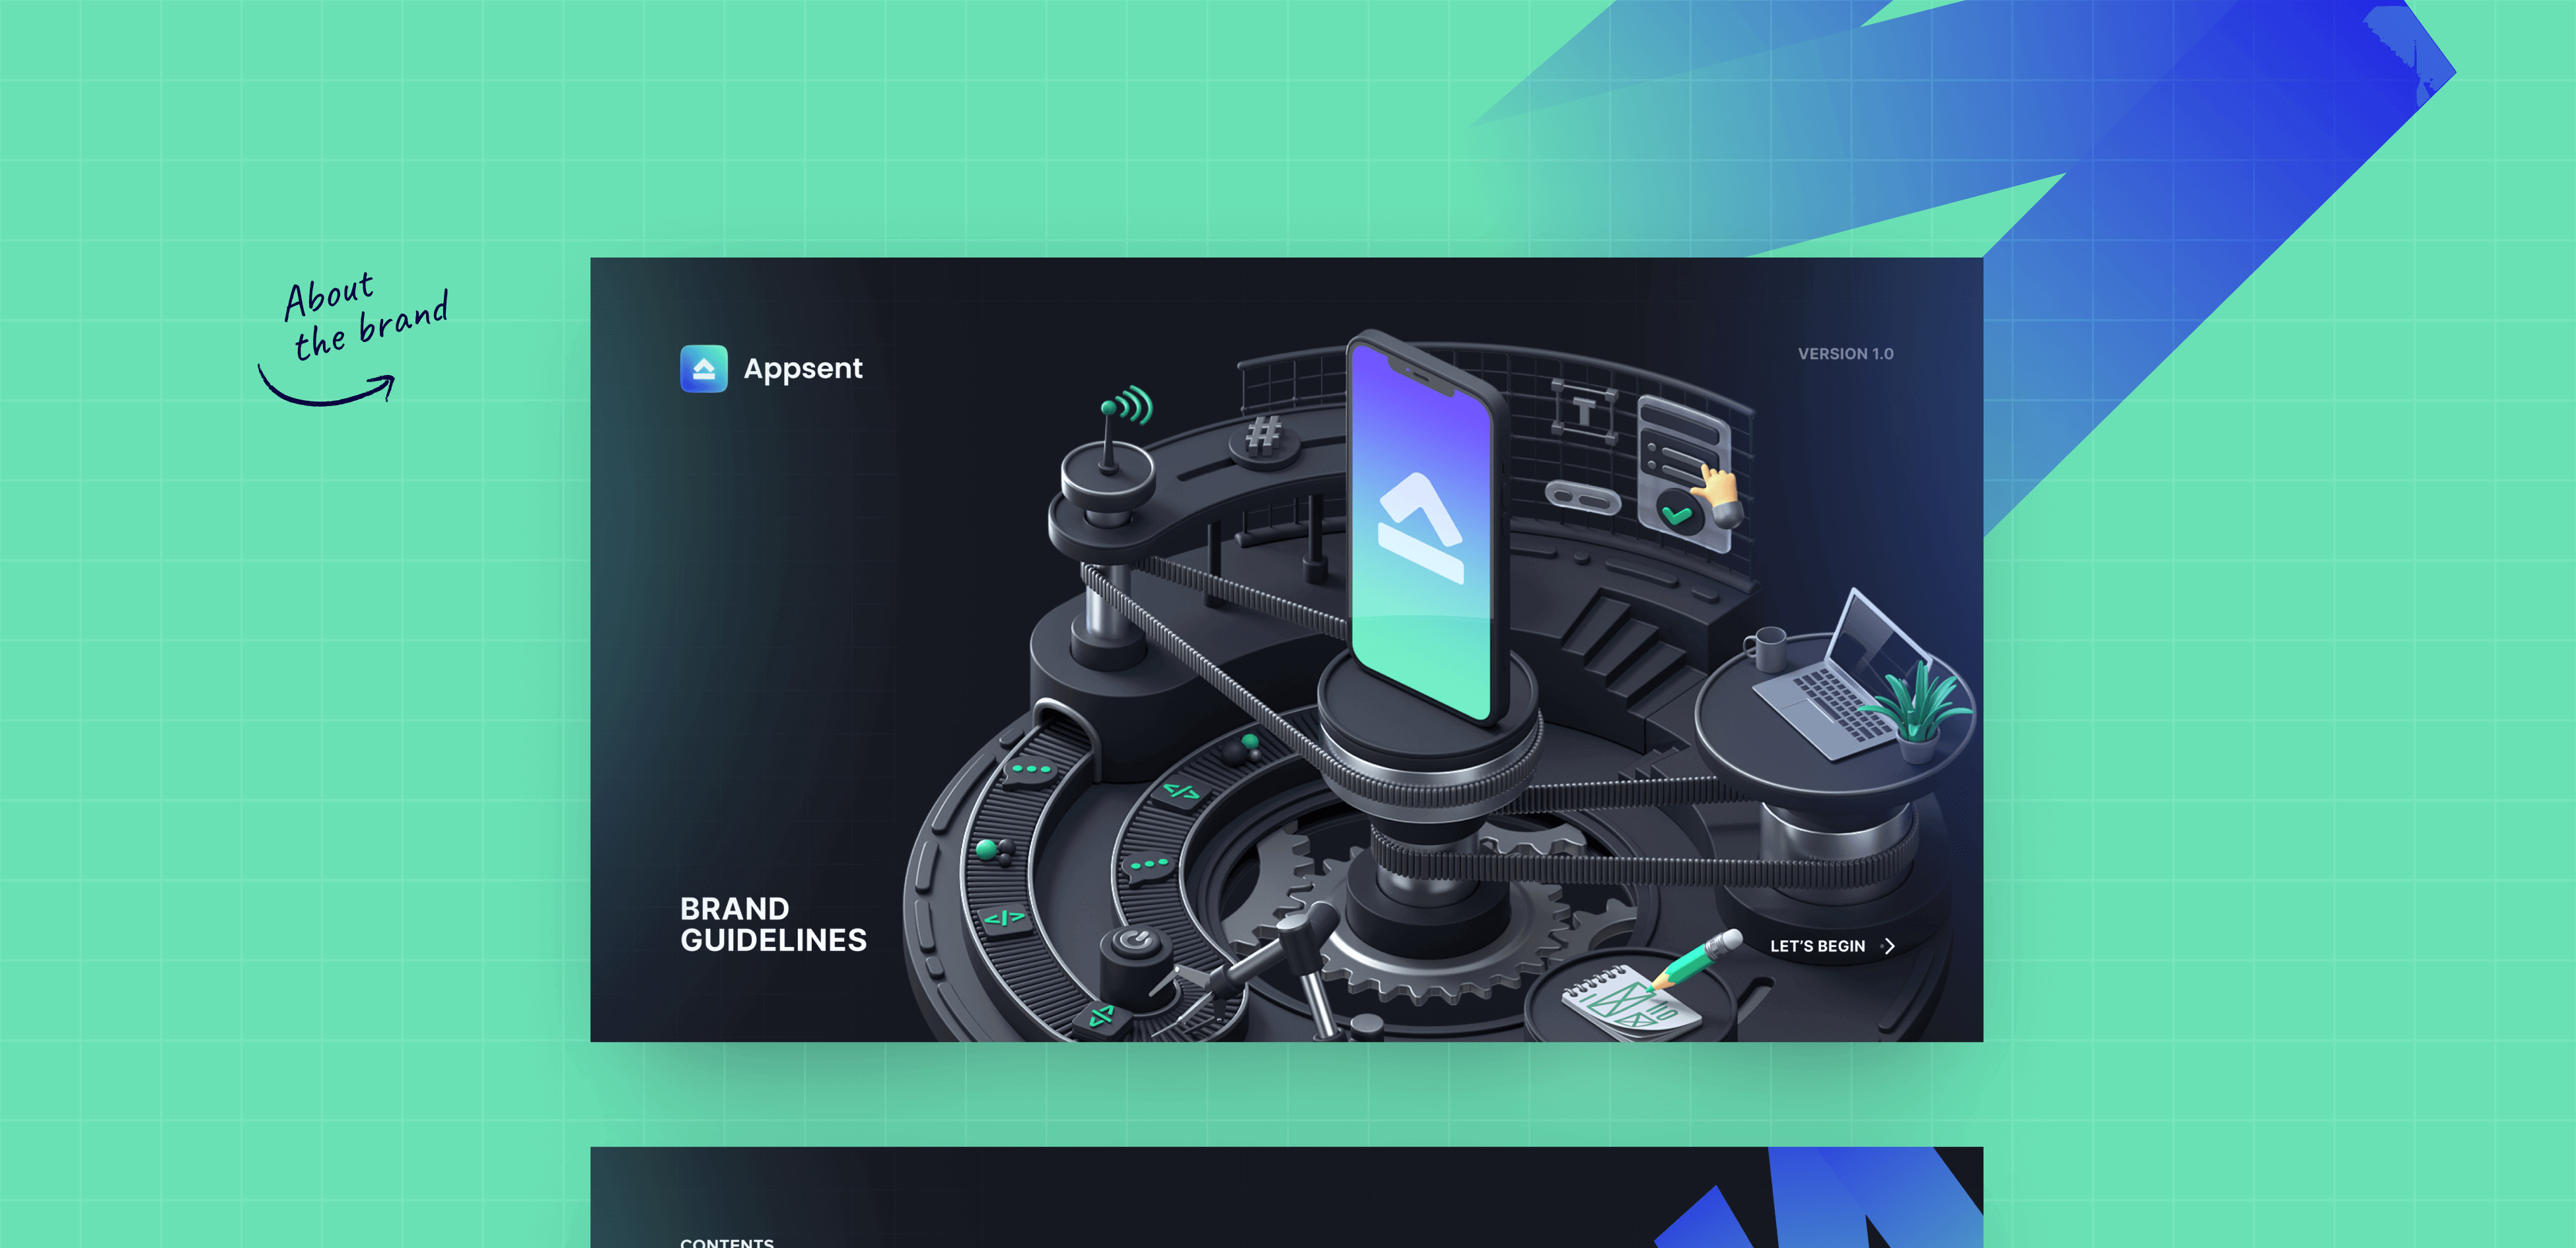 About
the brand
Appsent
VERSION 1.0
#
T
</>
</>
</>
</>
BRAND
GUIDELINES
LET'S BEGIN
CONTENTS